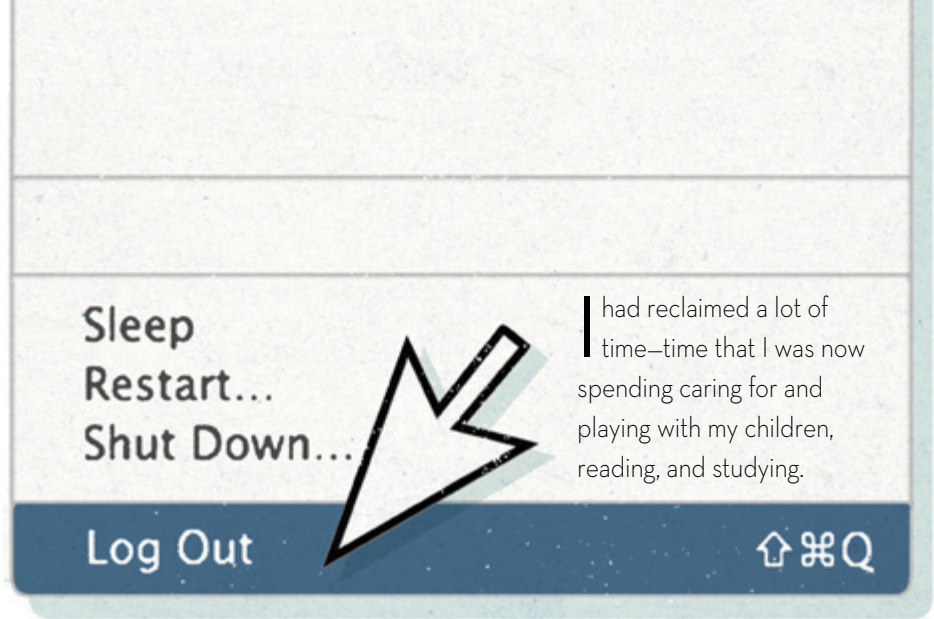 Sleep
Restart...
Shut Down...
Log Out ⇧⌘Q
I had reclaimed a lot of
time—time that I was now
spending caring for and
playing with my children,
reading, and studying.